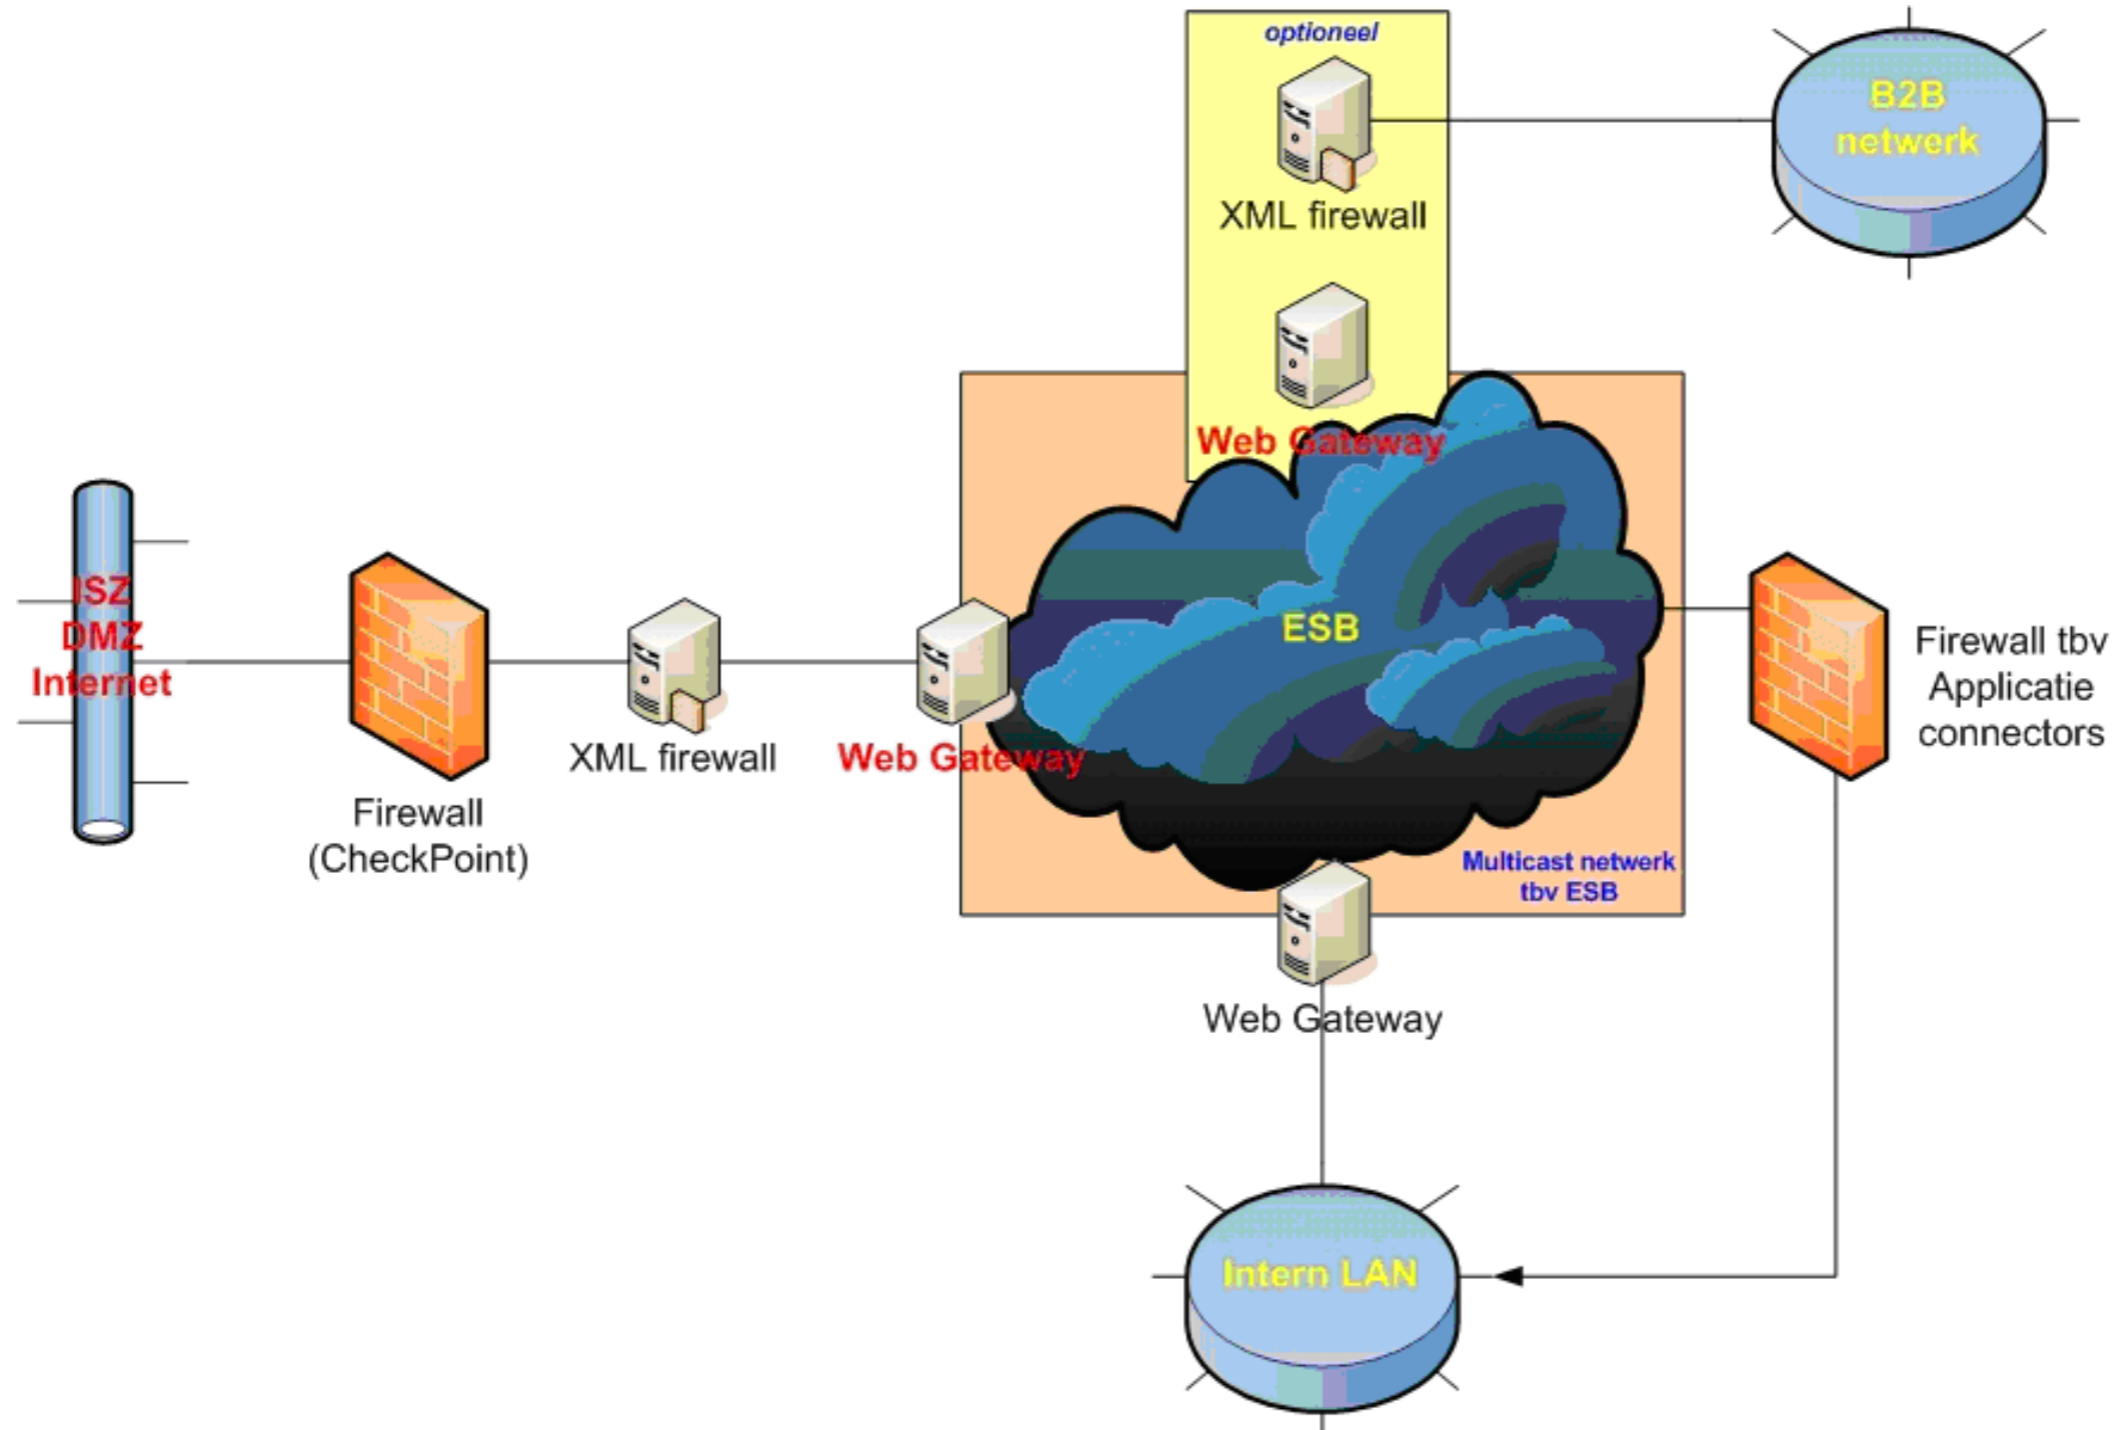 optioneel
B2B
netwerk
XML firewall
Web Gateway
ISZ
DMZ
Internet
Firewall
(CheckPoint)
XML firewall
Web Gateway
ESB
Firewall tbv
Applicatie
connectors
Multicast netwerk
tbv ESB
Web Gateway
Intern LAN